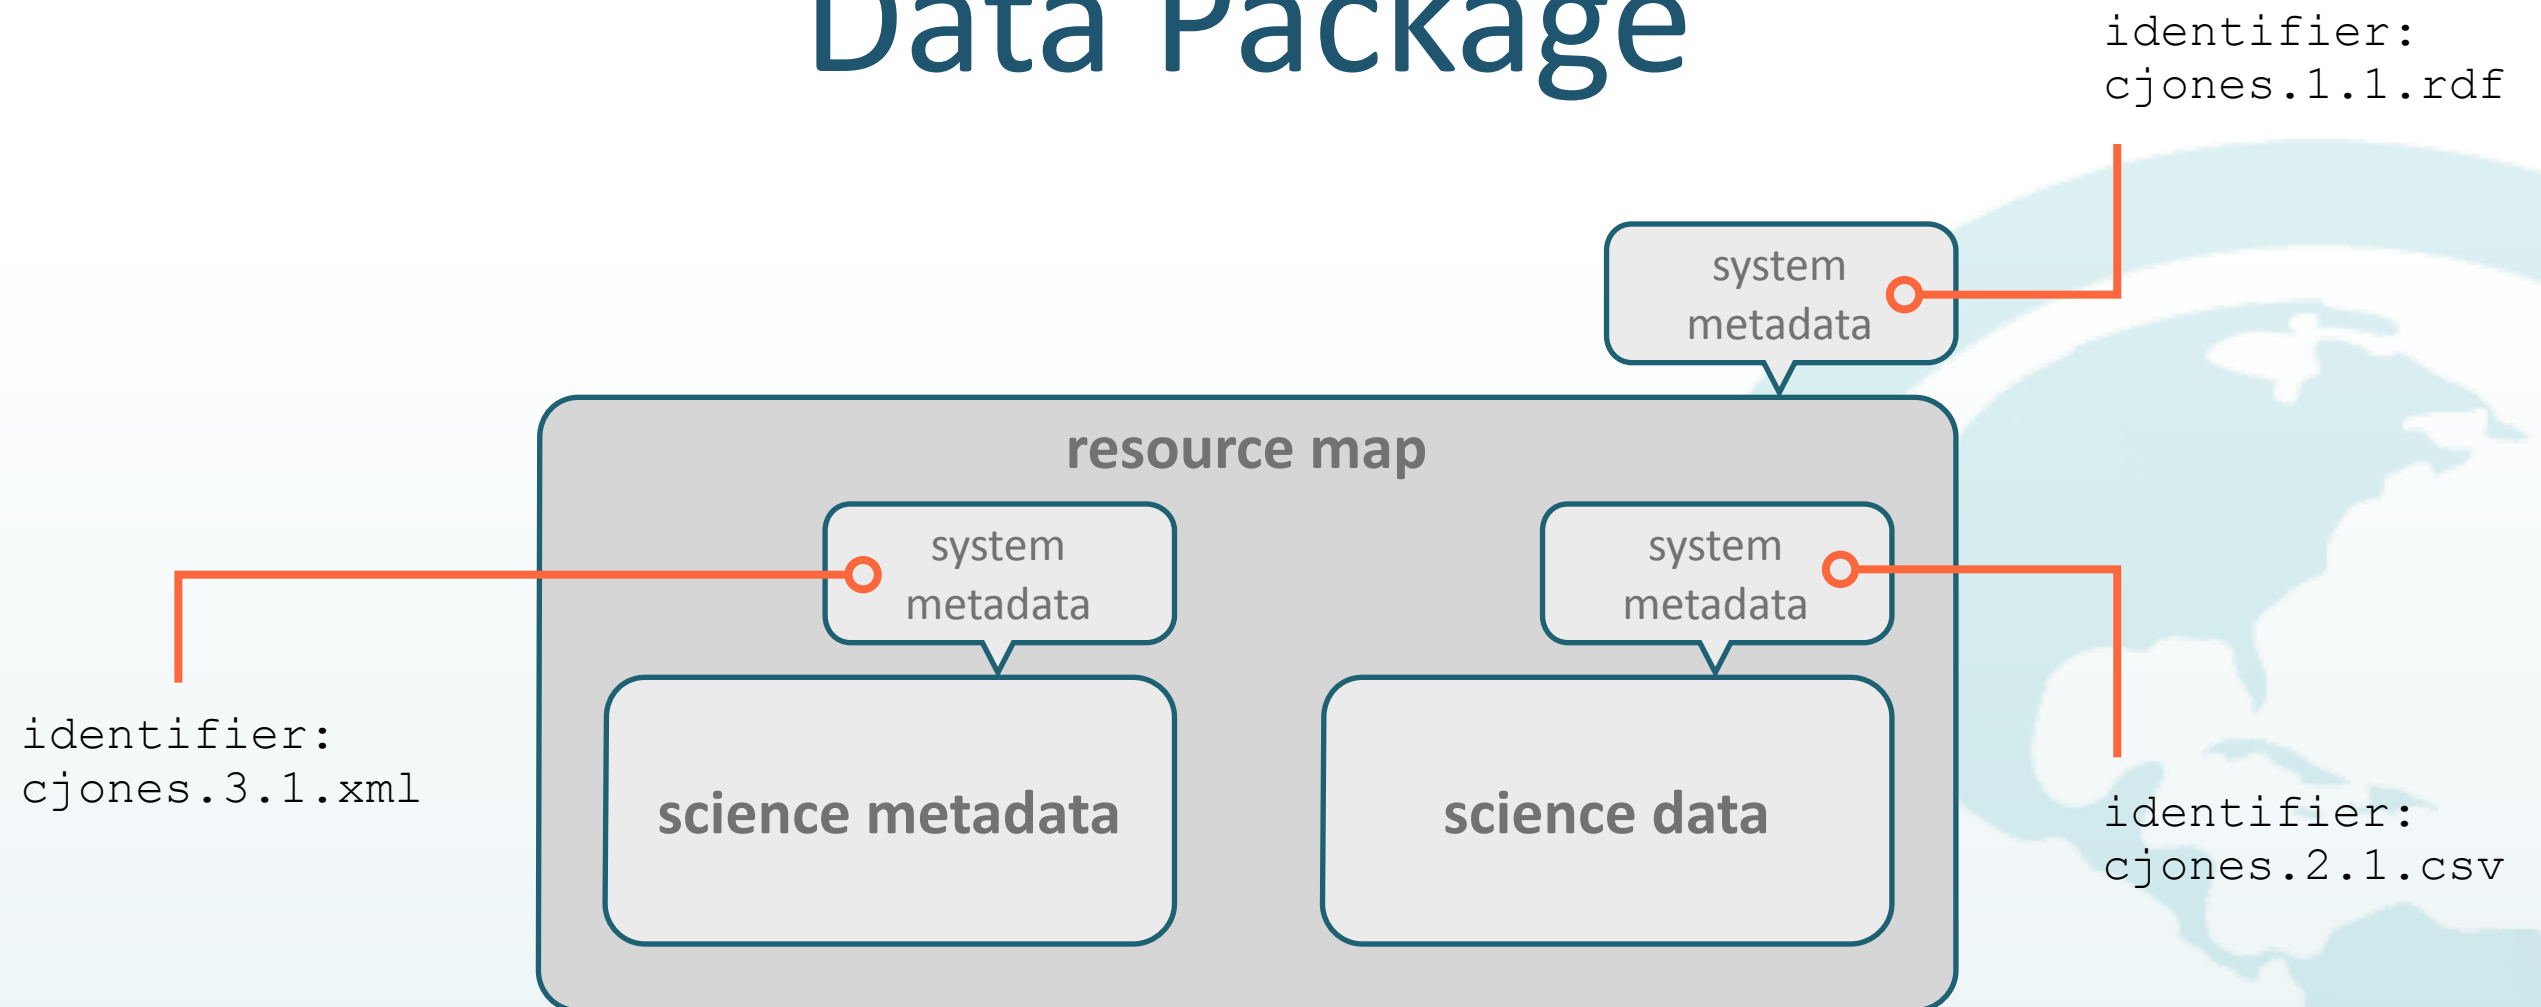 Data Package
identifier:
cjones.1.1.rdf
system
metadata
resource map
system
metadata
system
metadata
identifier:
cjones.3.1.xml
science metadata
science data
identifier:
cjones.2.1.csv